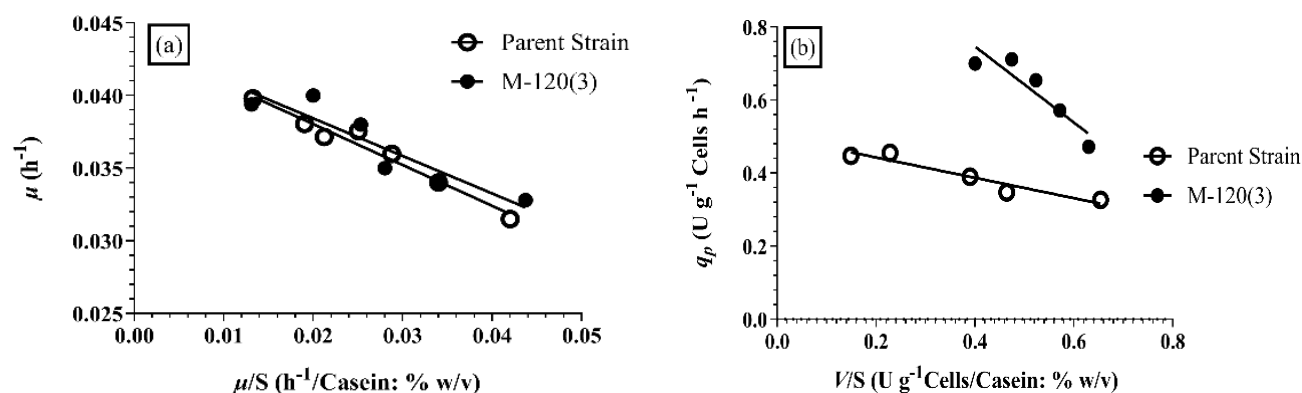 (a)
Parent Strain
M-120(3)
0.045
0.040
0.035
0.030
0.025
0.00 0.01 0.02 0.03 0.04 0.05
μ (h⁻¹)
μ/S (h⁻¹/Casein: % w/v)
(b)
0.8
0.6
0.4
0.2
0.0
0.0 0.2 0.4 0.6 0.8
Parent Strain
M-120(3)
qₚ (U g⁻¹ Cells h⁻¹)
V/S (U g⁻¹Cells/Casein: % w/v)